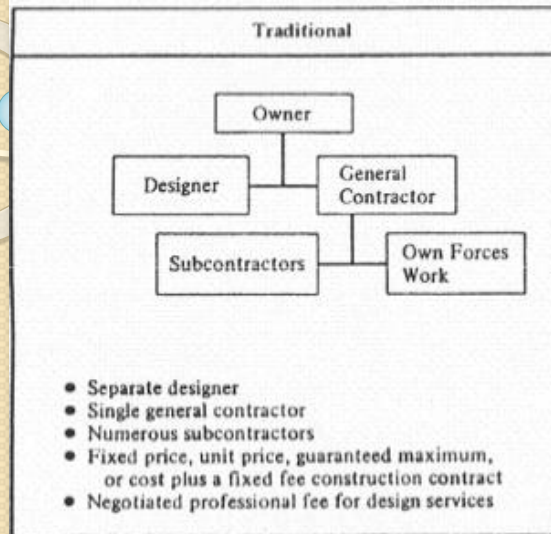 Traditional
Owner
Designer
General
Contractor
Subcontractors
Own Forces
Work
• Separate designer
• Single general contractor
• Numerous subcontractors
• Fixed price, unit price, guaranteed maximum,
or cost plus a fixed fee construction contract
• Negotiated professional fee for design services